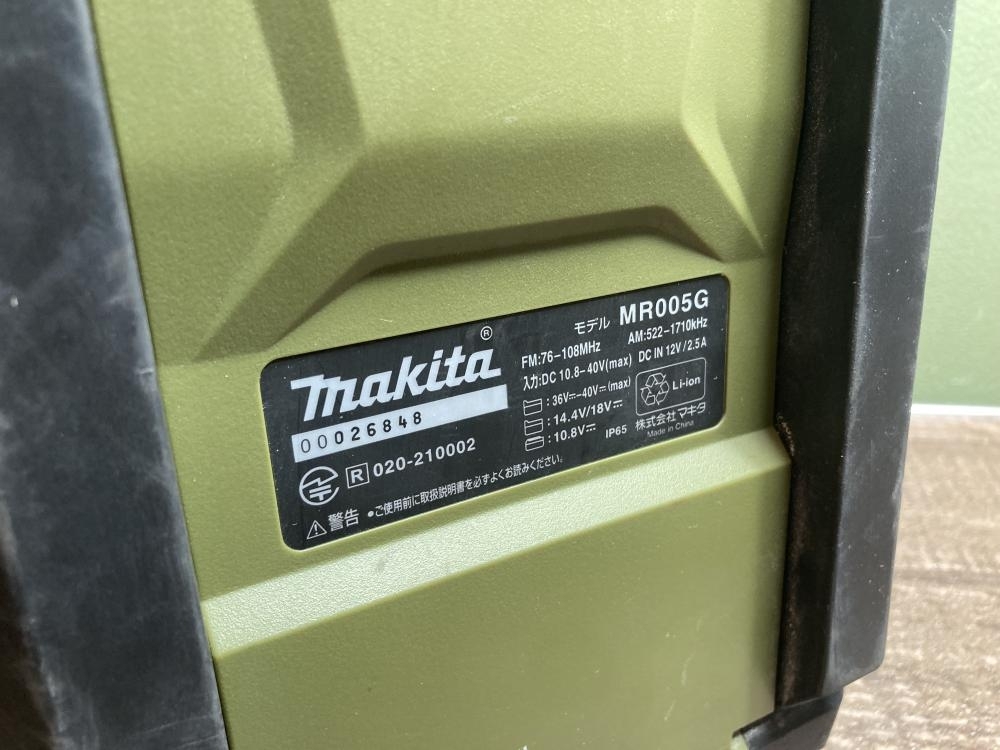 makita®
00026848
R 020-210002
⚠警告 •ご使用前に取扱説明書を必ずよくお読みください。
モデル MR005G
FM:76-108MHz AM:522-1710kHz
入力:DC 10.8-40V(max) DC IN 12V/2.5A
:36V⎓-40V⎓(max)
:14.4V/18V⎓
:10.8V⎓ IP65
Li-ion
株式会社マキタ
Made in China